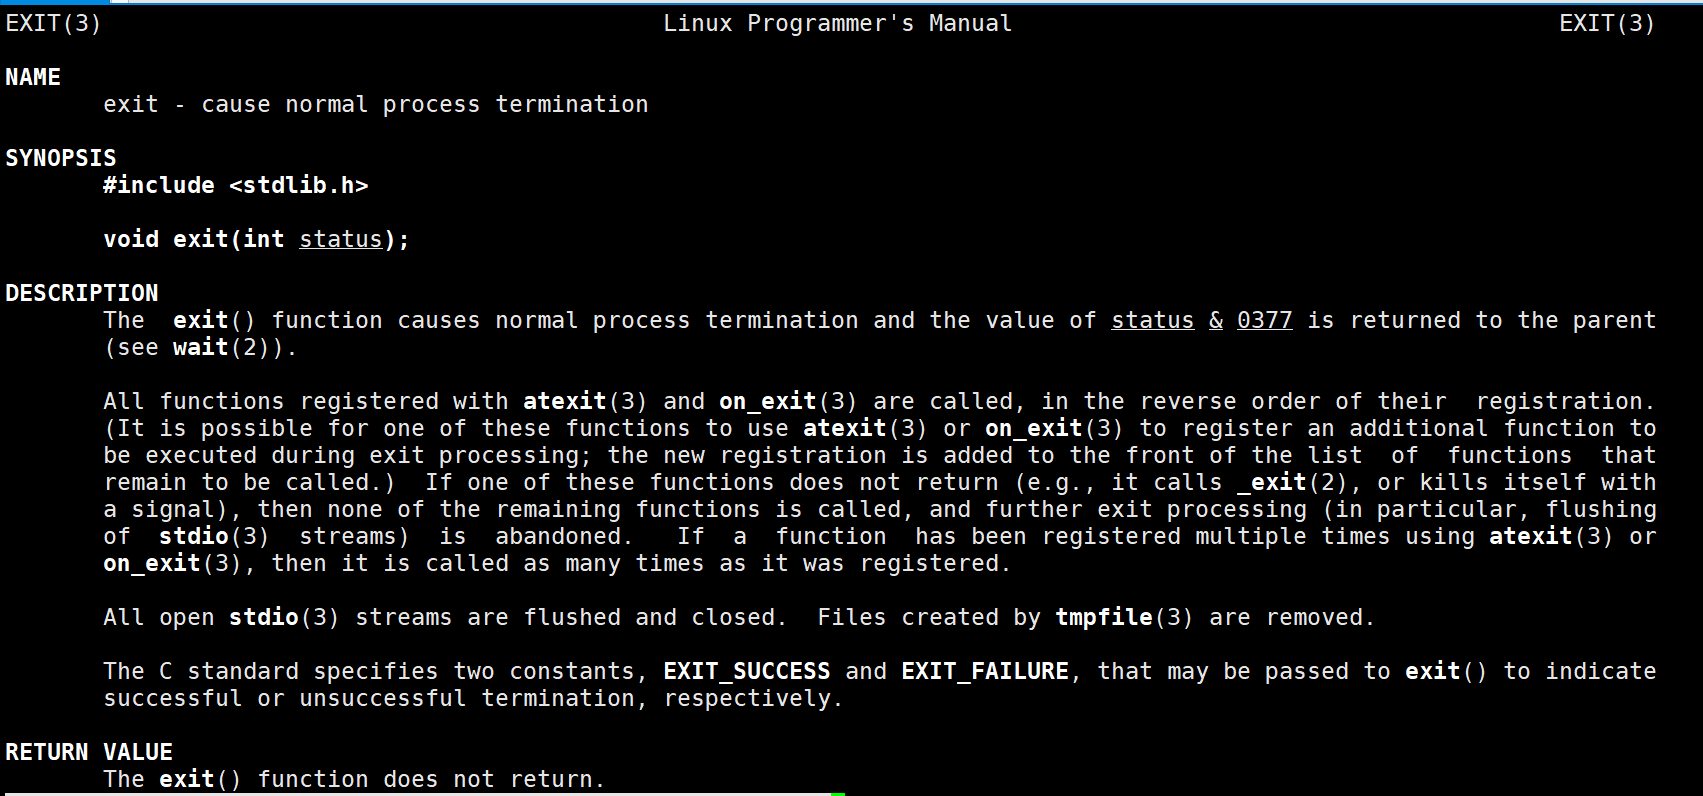 EXIT(3) Linux Programmer's Manual EXIT(3)
NAME
exit - cause normal process termination
SYNOPSIS
#include <stdlib.h>
void exit(int status);
DESCRIPTION
The  exit() function causes normal process termination and the value of status & 0377 is returned to the parent
(see wait(2)).
All functions registered with atexit(3) and on_exit(3) are called, in the reverse order of their  registration.
(It is possible for one of these functions to use atexit(3) or on_exit(3) to register an additional function to
be executed during exit processing; the new registration is added to the front of the list  of  functions  that
remain to be called.)  If one of these functions does not return (e.g., it calls _exit(2), or kills itself with
a signal), then none of the remaining functions is called, and further exit processing (in particular, flushing
of  stdio(3)  streams)  is  abandoned.   If  a  function  has been registered multiple times using atexit(3) or
on_exit(3), then it is called as many times as it was registered.
All open stdio(3) streams are flushed and closed.  Files created by tmpfile(3) are removed.
The C standard specifies two constants, EXIT_SUCCESS and EXIT_FAILURE, that may be passed to exit() to indicate
successful or unsuccessful termination, respectively.
RETURN VALUE
The exit() function does not return.